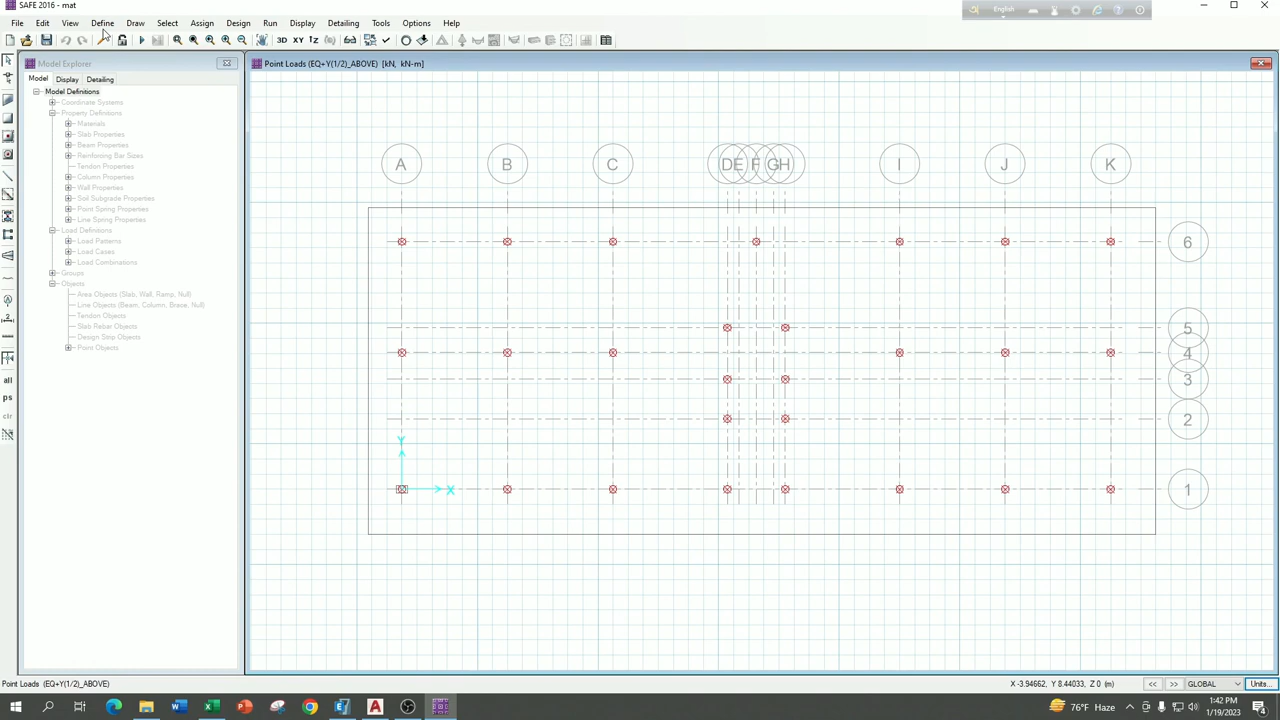 SAFE 2016 - mat
English
File Edit View Define Draw Select Assign Design Run Display Detailing Tools Options Help
3D XY
Model Explorer
Model Display Detailing
Model Definitions
Coordinate Systems
Property Definitions
Materials
Slab Properties
Beam Properties
Reinforcing Bar Sizes
Tendon Properties
Column Properties
Wall Properties
Soil Subgrade Properties
Point Spring Properties
Line Spring Properties
Load Definitions
Load Patterns
Load Cases
Load Combinations
Groups
Objects
Area Objects (Slab, Wall, Ramp, Null)
Line Objects (Beam, Column, Brace, Null)
Tendon Objects
Slab Rebar Objects
Design Strip Objects
Point Objects
all
ps
clr
Point Loads (EQ+Y(1/2)_ABOVE) [kN, kN-m]
A B C D E F G H I J K
6
5
4
3
2
1
Y
X
Point Loads (EQ+Y(1/2)_ABOVE)
X -3.94662, Y 8.44033, Z 0 (m)
<< >> GLOBAL Units...
76°F Haze
1:42 PM
1/19/2023